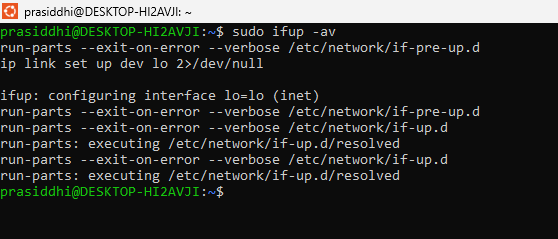 prasiddhi@DESKTOP-HI2AVJI: ~
prasiddhi@DESKTOP-HI2AVJI:~$ sudo ifup -av
run-parts --exit-on-error --verbose /etc/network/if-pre-up.d
ip link set up dev lo 2>/dev/null
ifup: configuring interface lo=lo (inet)
run-parts --exit-on-error --verbose /etc/network/if-pre-up.d
run-parts --exit-on-error --verbose /etc/network/if-up.d
run-parts: executing /etc/network/if-up.d/resolved
run-parts --exit-on-error --verbose /etc/network/if-up.d
run-parts: executing /etc/network/if-up.d/resolved
prasiddhi@DESKTOP-HI2AVJI:~$